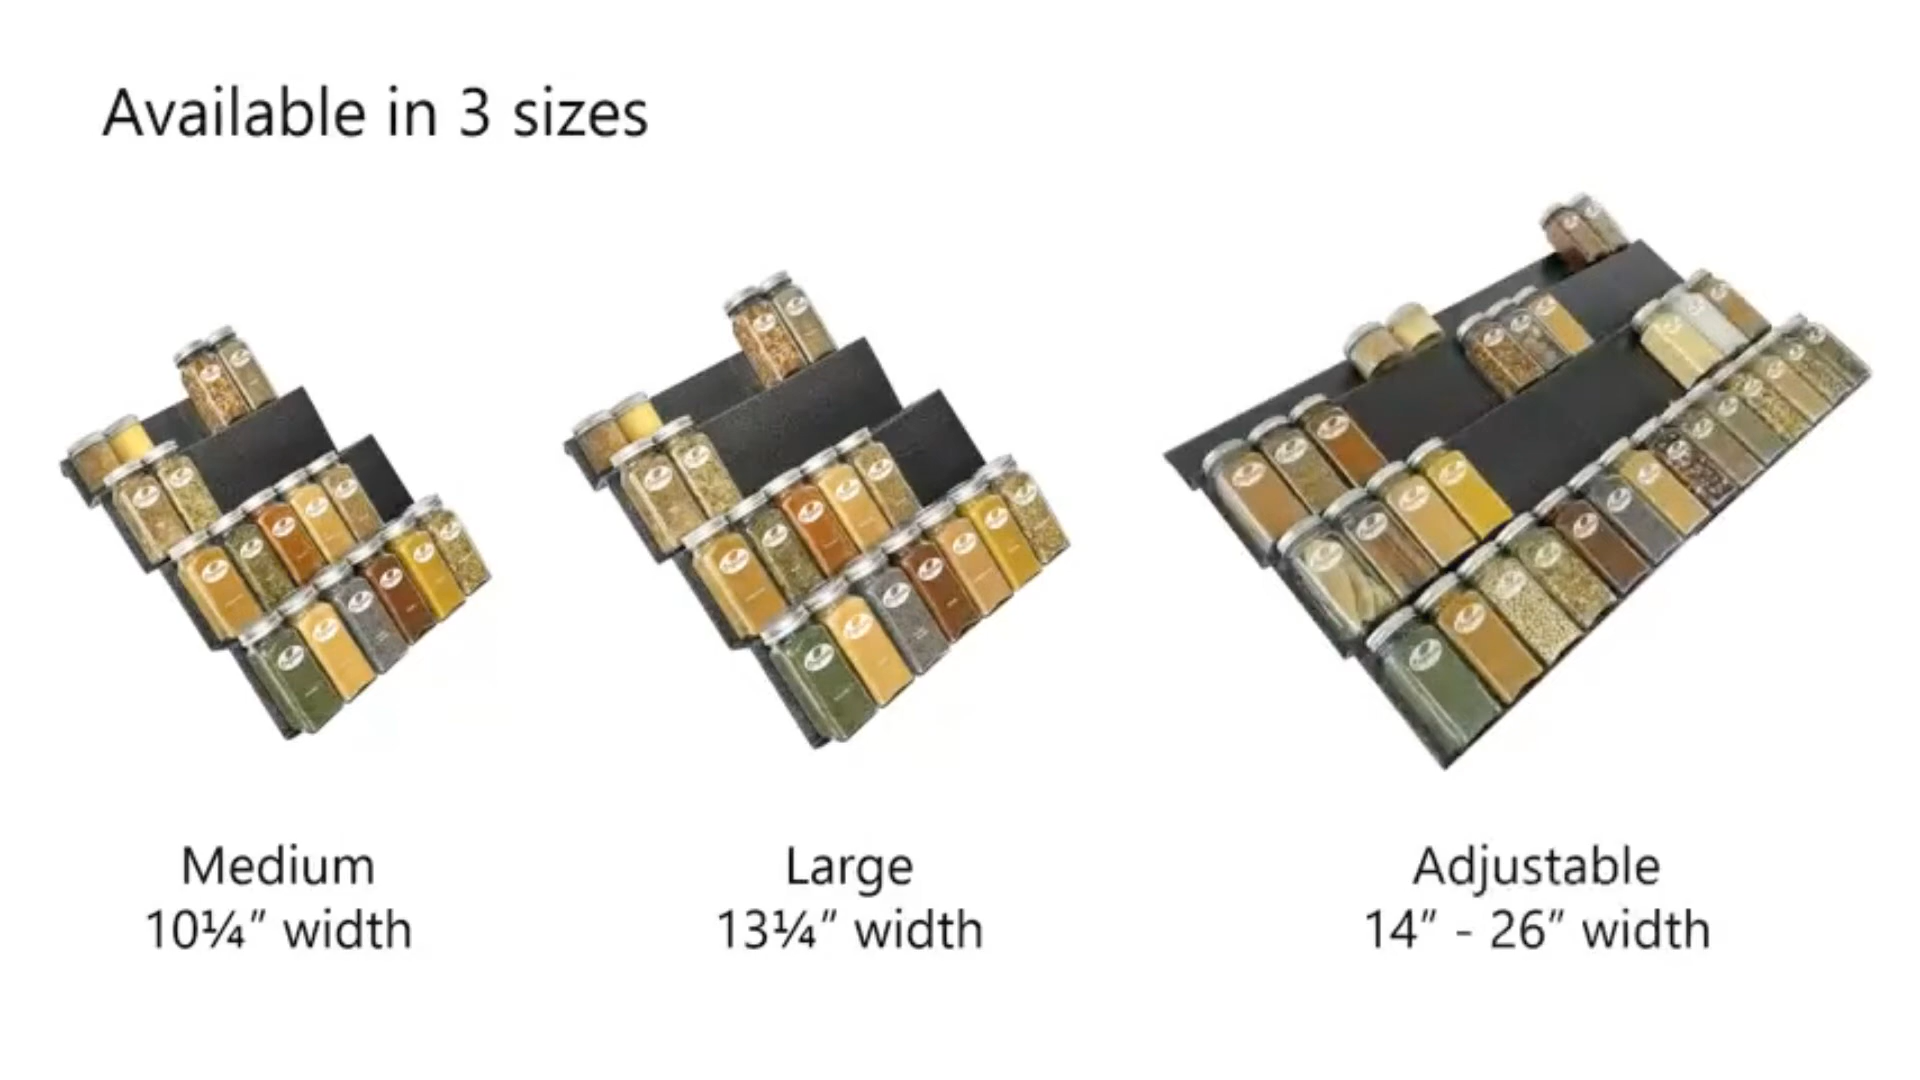 Available in 3 sizes
Medium
10¼" width
Large
13¼" width
Adjustable
14" - 26" width